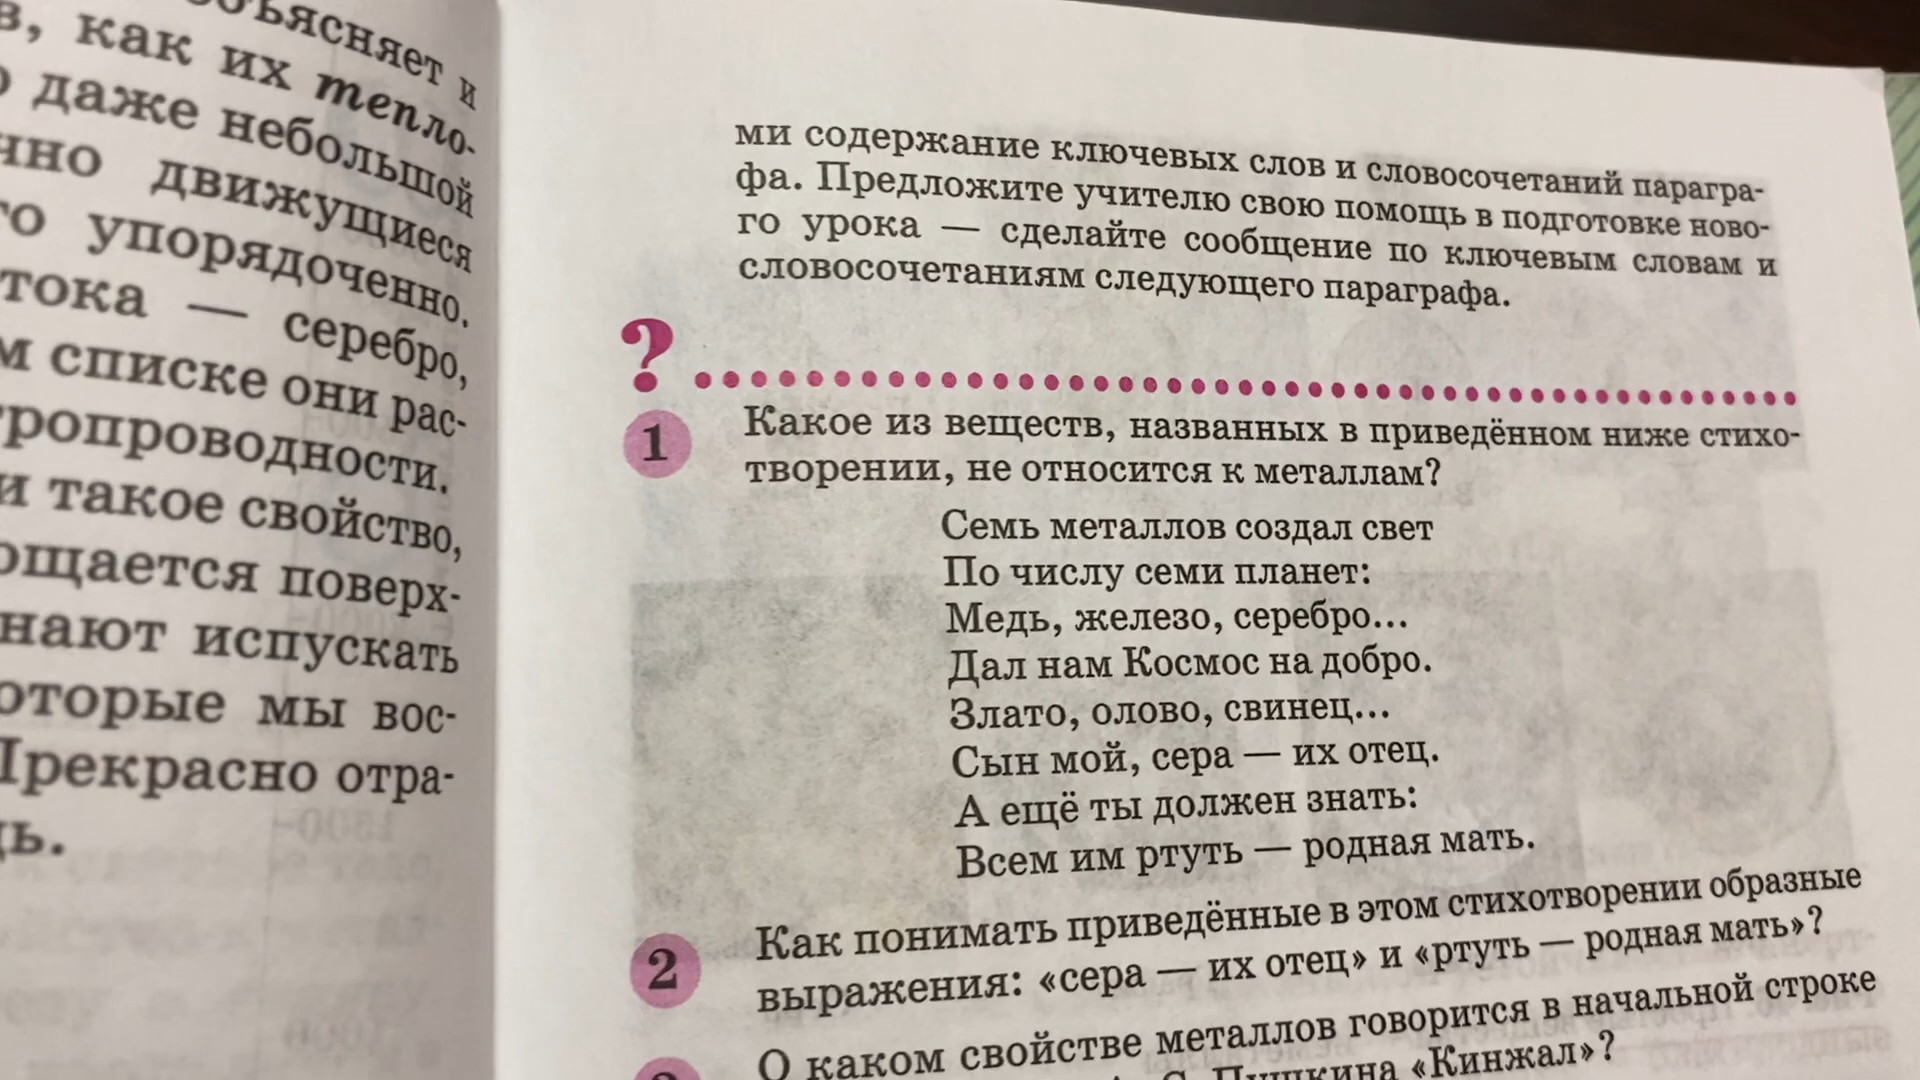 объясняет и
как их тепло-
даже небольшой
движущиеся
упорядоченно.
тока — серебро,
списке они рас-
такое свойство,
поверх-
испускать
мы вос-
Прекрасно отра-
ми содержание ключевых слов и словосочетаний парагра-
фа. Предложите учителю свою помощь в подготовке ново-
го урока — сделайте сообщение по ключевым словам и
словосочетаниям следующего параграфа.
?
1 Какое из веществ, названных в приведённом ниже стихо-
творении, не относится к металлам?
Семь металлов создал свет
По числу семи планет:
Медь, железо, серебро...
Дал нам Космос на добро.
Злато, олово, свинец...
Сын мой, сера — их отец.
А ещё ты должен знать:
Всем им ртуть — родная мать.
2 Как понимать приведённые в этом стихотворении образные
выражения: «сера — их отец» и «ртуть — родная мать»?
О каком свойстве металлов говорится в начальной строке
Пушкина «Кинжал»?